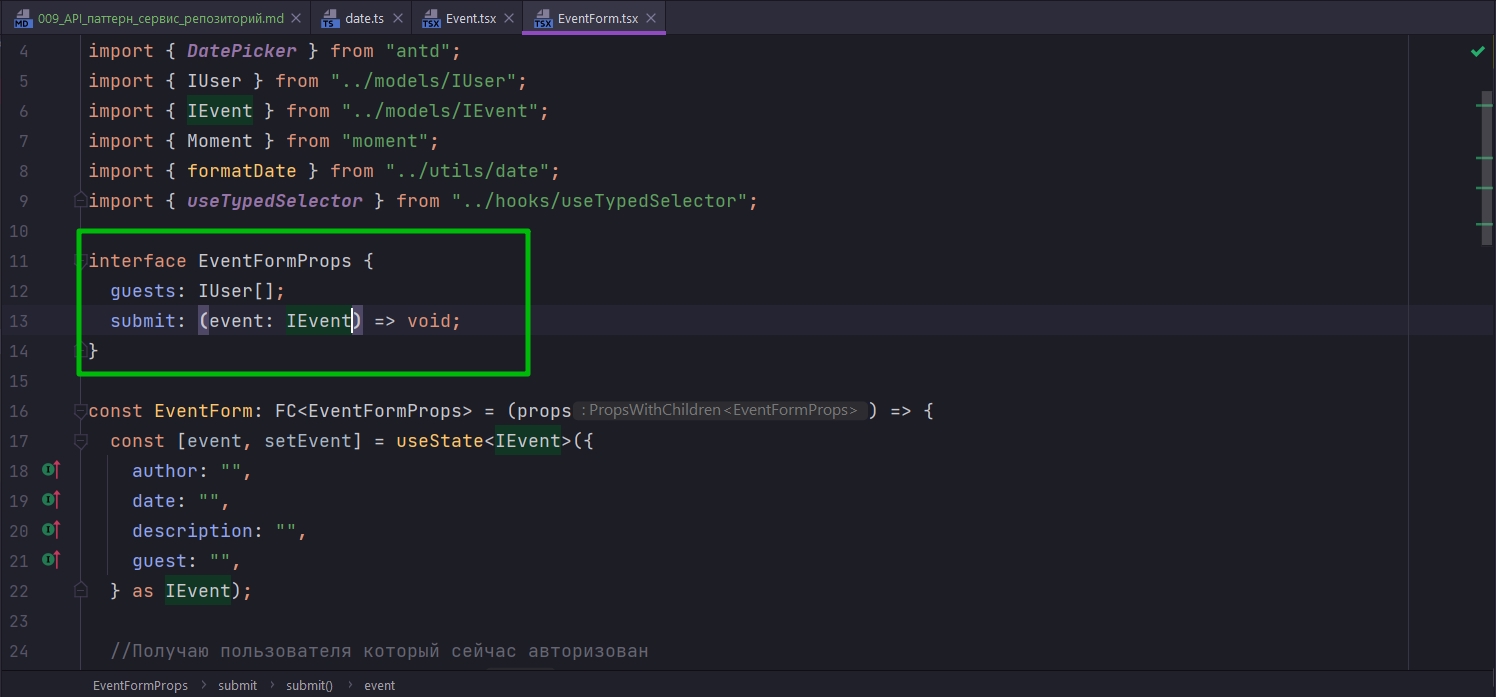 009_API_паттерн_сервис_репозиторий.md date.ts Event.tsx EventForm.tsx
4 import { DatePicker } from "antd";
5 import { IUser } from "../models/IUser";
6 import { IEvent } from "../models/IEvent";
7 import { Moment } from "moment";
8 import { formatDate } from "../utils/date";
9 import { useTypedSelector } from "../hooks/useTypedSelector";
10
11 interface EventFormProps {
12 guests: IUser[];
13 submit: (event: IEvent) => void;
14 }
15
16 const EventForm: FC<EventFormProps> = (props : PropsWithChildren<EventFormProps> ) => {
17 const [event, setEvent] = useState<IEvent>({
18 author: "",
19 date: "",
20 description: "",
21 guest: "",
22 } as IEvent);
23
24 //Получаю пользователя который сейчас авторизован
EventFormProps > submit > submit() > event